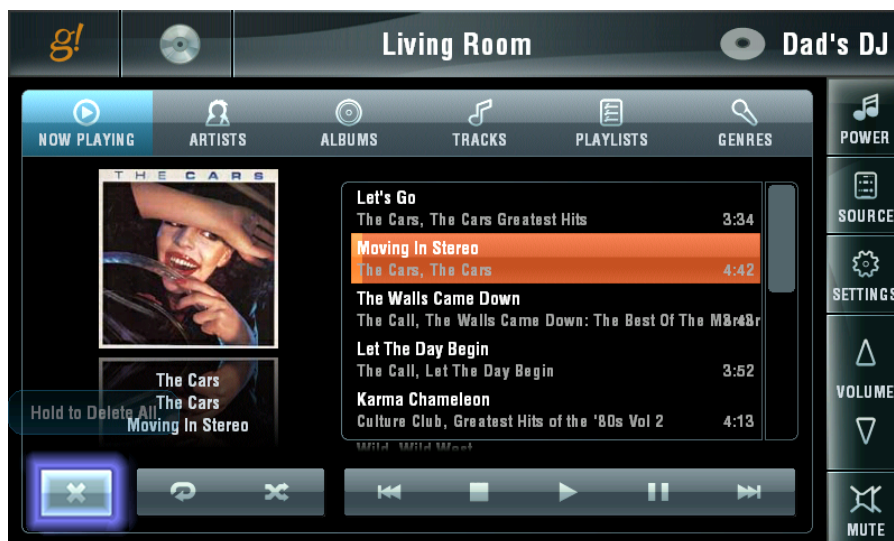 g!
Living Room
Dad's DJ
NOW PLAYING
ARTISTS
ALBUMS
TRACKS
PLAYLISTS
GENRES
THE CARS
Let's Go
The Cars, The Cars Greatest Hits 3:34
Moving In Stereo
The Cars, The Cars 4:42
The Walls Came Down
The Call, The Walls Came Down: The Best Of The
Let The Day Begin
The Call, Let The Day Begin 3:52
Karma Chameleon
Culture Club, Greatest Hits of the '80s Vol 2 4:13
Wild, Wild West
The Cars
The Cars
Moving In Stereo
Hold to Delete All
POWER
SOURCE
SETTINGS
VOLUME
MUTE